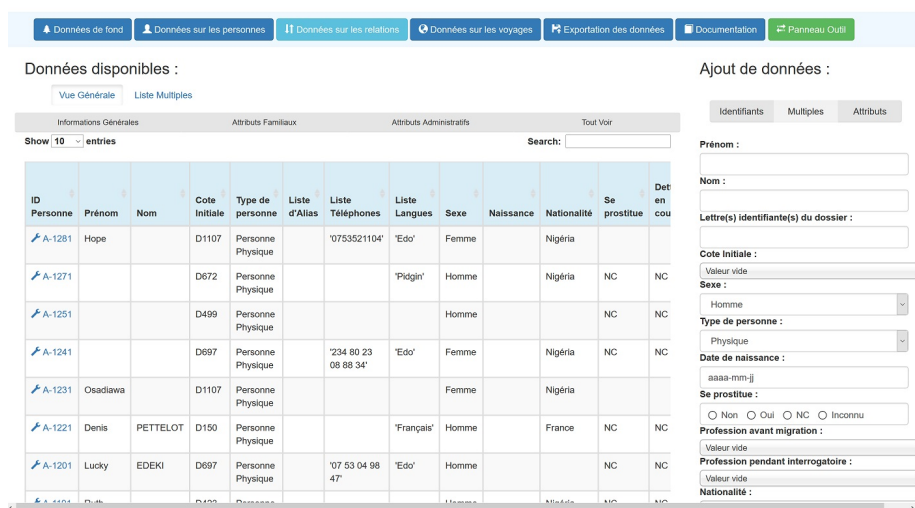 Données de fond Données sur les personnes Données sur les relations Données sur les voyages Exportation des données Documentation Panneau Outil
Données disponibles :
Vue Générale Liste Multiples
Informations Générales Attributs Familiaux Attributs Administratifs Tout Voir
Show 10 entries Search:
ID Personne Prénom Nom Cote Initiale Type de personne Liste d'Alias Liste Téléphones Liste Langues Sexe Naissance Nationalité Se prostitue Dett en cou
A-1281 Hope D1107 Personne Physique '0753521104' 'Edo' Femme Nigéria
A-1271 D672 Personne Physique 'Pidgin' Homme Nigéria NC NC
A-1251 D499 Personne Physique Homme NC NC
A-1241 D697 Personne Physique '234 80 23 08 88 34' 'Edo' Femme Nigéria NC NC
A-1231 Osadiawa D1107 Personne Physique Femme Nigéria
A-1221 Denis PETTELOT D150 Personne Physique 'Français' Homme France NC NC
A-1201 Lucky EDEKI D697 Personne Physique '07 53 04 98 47' 'Edo' Homme NC NC
Ajout de données :
Identifiants Multiples Attributs
Prénom :
Nom :
Lettre(s) identifiante(s) du dossier :
Cote Initiale :
Valeur vide
Sexe :
Homme
Type de personne :
Physique
Date de naissance :
aaaa-mm-jj
Se prostitue :
Non Oui NC Inconnu
Profession avant migration :
Valeur vide
Profession pendant interrogatoire :
Valeur vide
Nationalité :